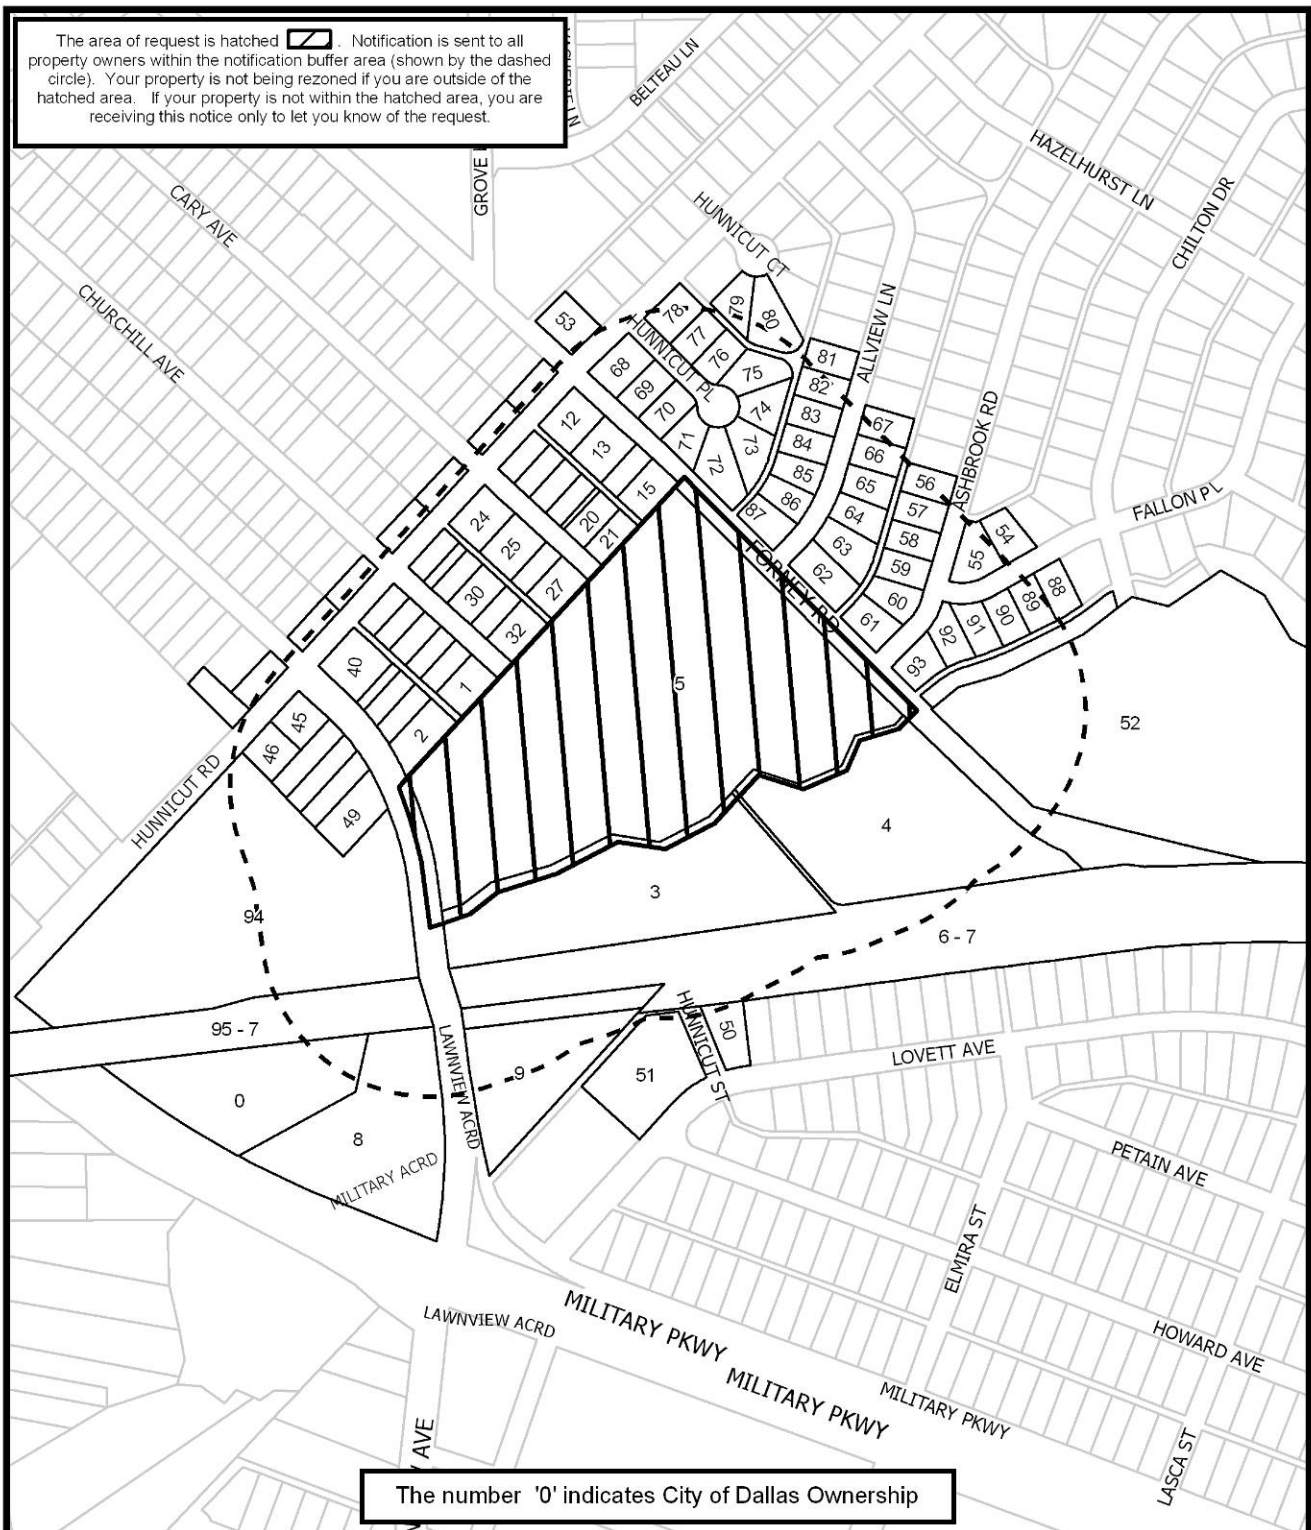 The area of request is hatched . Notification is sent to all
property owners within the notification buffer area (shown by the dashed
circle). Your property is not being rezoned if you are outside of the
hatched area. If your property is not within the hatched area, you are
receiving this notice only to let you know of the request.
BELTEAU LN
GROVE
HAZELHURST LN
CHILTON DR
CARY AVE
CHURCHILL AVE
HUNNICUT CT
ALLVIEW LN
ASHBROOK RD
FALLON PL
HUNNICUT PL
FORNEY RD
HUNNICUT RD
53
78
79
80
77
76
75
74
73
72
71
70
69
68
12
13
15
20
21
24
25
27
30
32
40
1
2
45
46
49
81
82
83
84
85
86
87
67
66
65
64
63
62
61
56
57
58
59
60
54
55
88
89
90
91
92
93
5
52
4
3
94
6 - 7
95 - 7
0
8
9
51
50
HUNNICUT ST
LAWNVIEW ACRD
MILITARY ACRD
LOVETT AVE
PETAIN AVE
ELMIRA ST
HOWARD AVE
LAWNVIEW ACRD
MILITARY PKWY
MILITARY PKWY
MILITARY PKWY
LASCA ST
AVE
The number '0' indicates City of Dallas Ownership